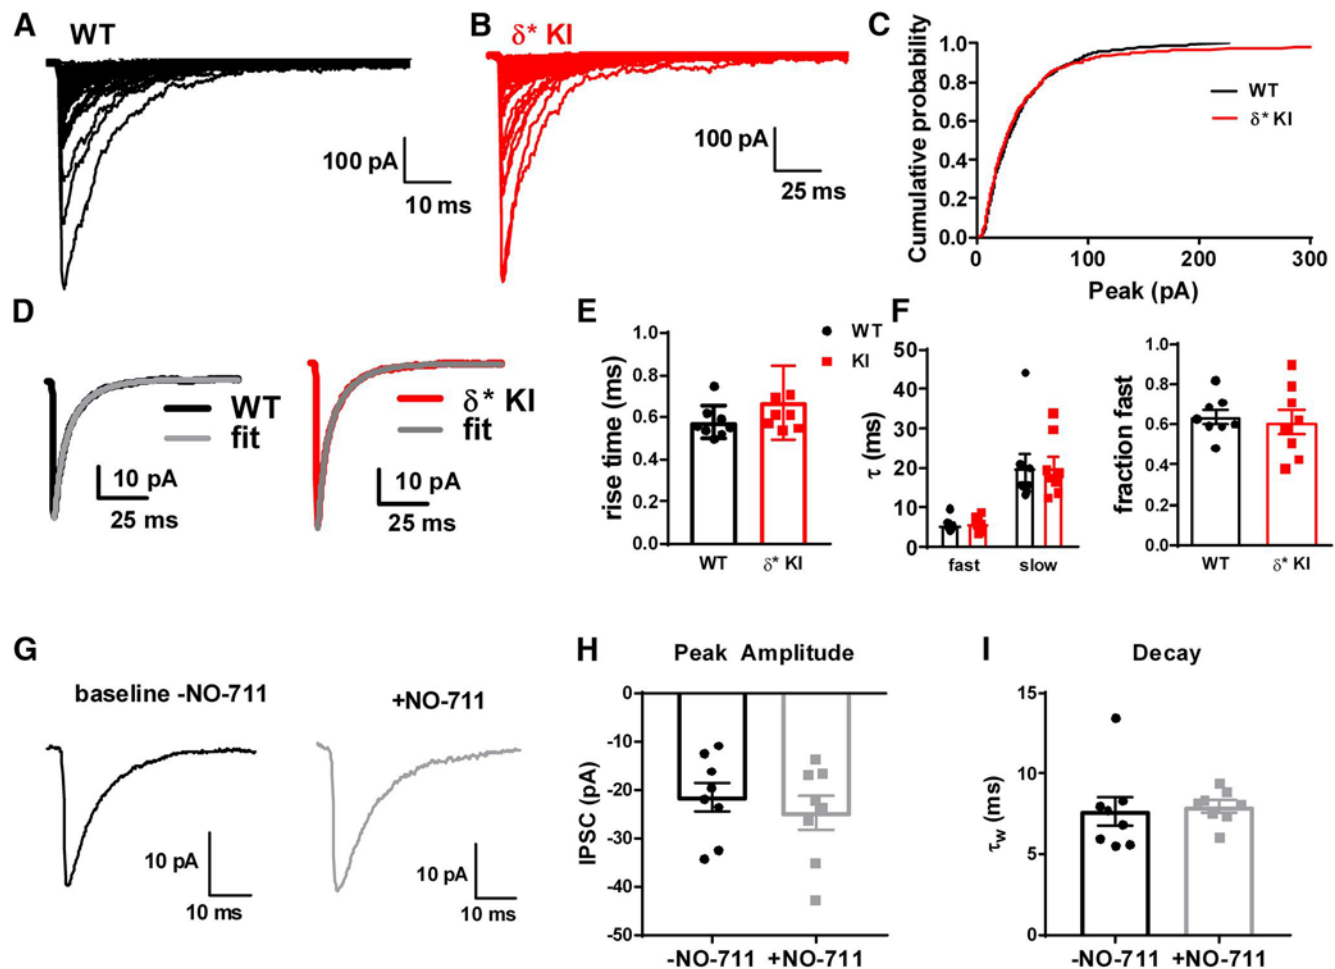 A
WT
100 pA
10 ms
B
δ* KI
100 pA
25 ms
C
Cumulative probability
1.0
0.8
0.6
0.4
0.2
0.0
0
100
200
300
Peak (pA)
WT
δ* KI
D
WT
fit
10 pA
25 ms
δ* KI
fit
10 pA
25 ms
E
rise time (ms)
1.0
0.8
0.6
0.4
0.2
0.0
WT
δ* KI
WT
KI
F
τ (ms)
50
40
30
20
10
0
fast
slow
fraction fast
1.0
0.8
0.6
0.4
0.2
0.0
WT
δ* KI
G
baseline -NO-711
10 pA
10 ms
+NO-711
10 pA
10 ms
H
Peak Amplitude
IPSC (pA)
0
-10
-20
-30
-40
-50
-NO-711 +NO-711
I
Decay
τw (ms)
15
10
5
0
-NO-711 +NO-711